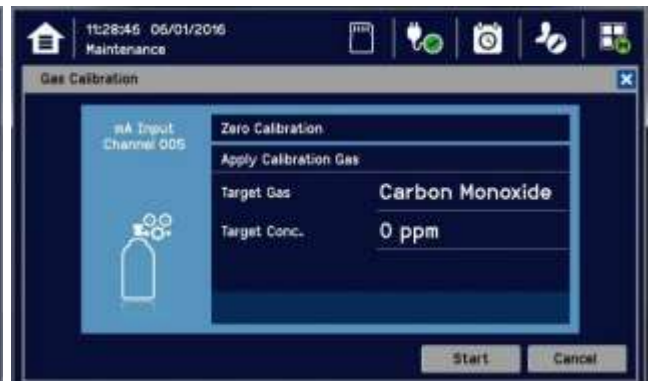 11:28:46 06/01/2016
Maintenance
Gas Calibration
mA Input
Channel 005
Zero Calibration
Apply Calibration Gas
Target Gas Carbon Monoxide
Target Conc. 0 ppm
Start Cancel